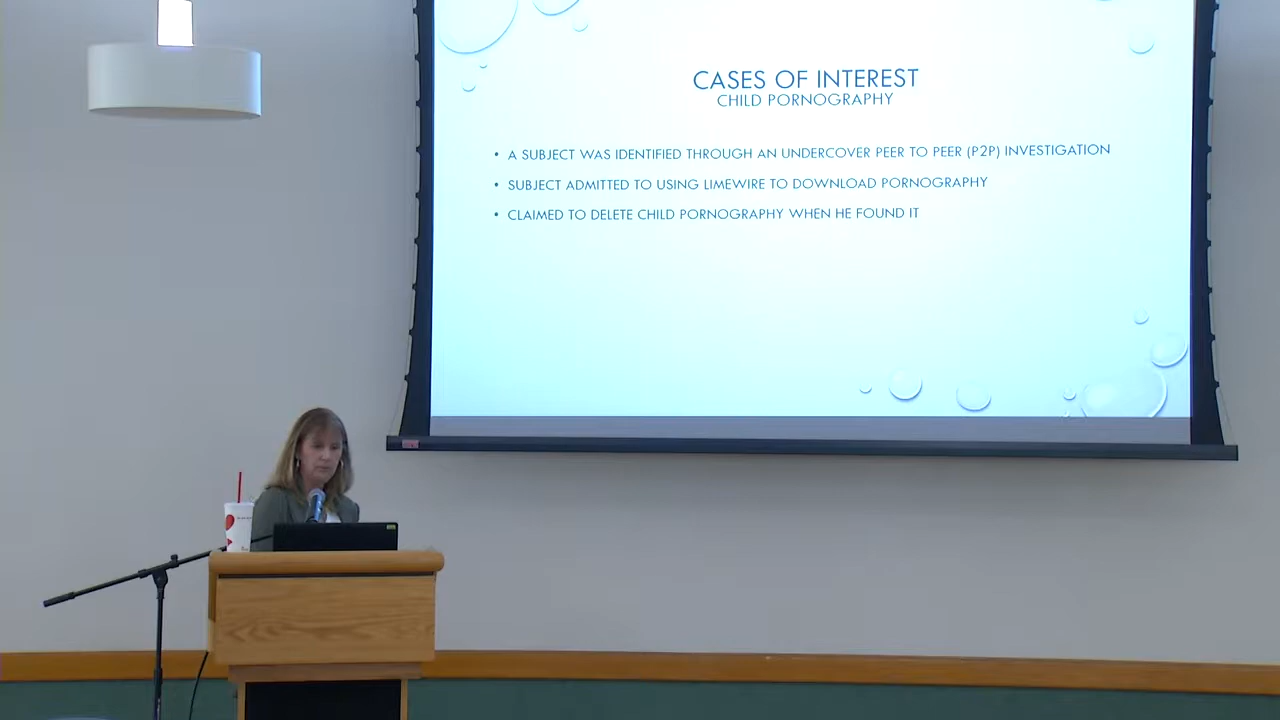 CASES OF INTEREST
CHILD PORNOGRAPHY
• A SUBJECT WAS IDENTIFIED THROUGH AN UNDERCOVER PEER TO PEER (P2P) INVESTIGATION
• SUBJECT ADMITTED TO USING LIMEWIRE TO DOWNLOAD PORNOGRAPHY
• CLAIMED TO DELETE CHILD PORNOGRAPHY WHEN HE FOUND IT